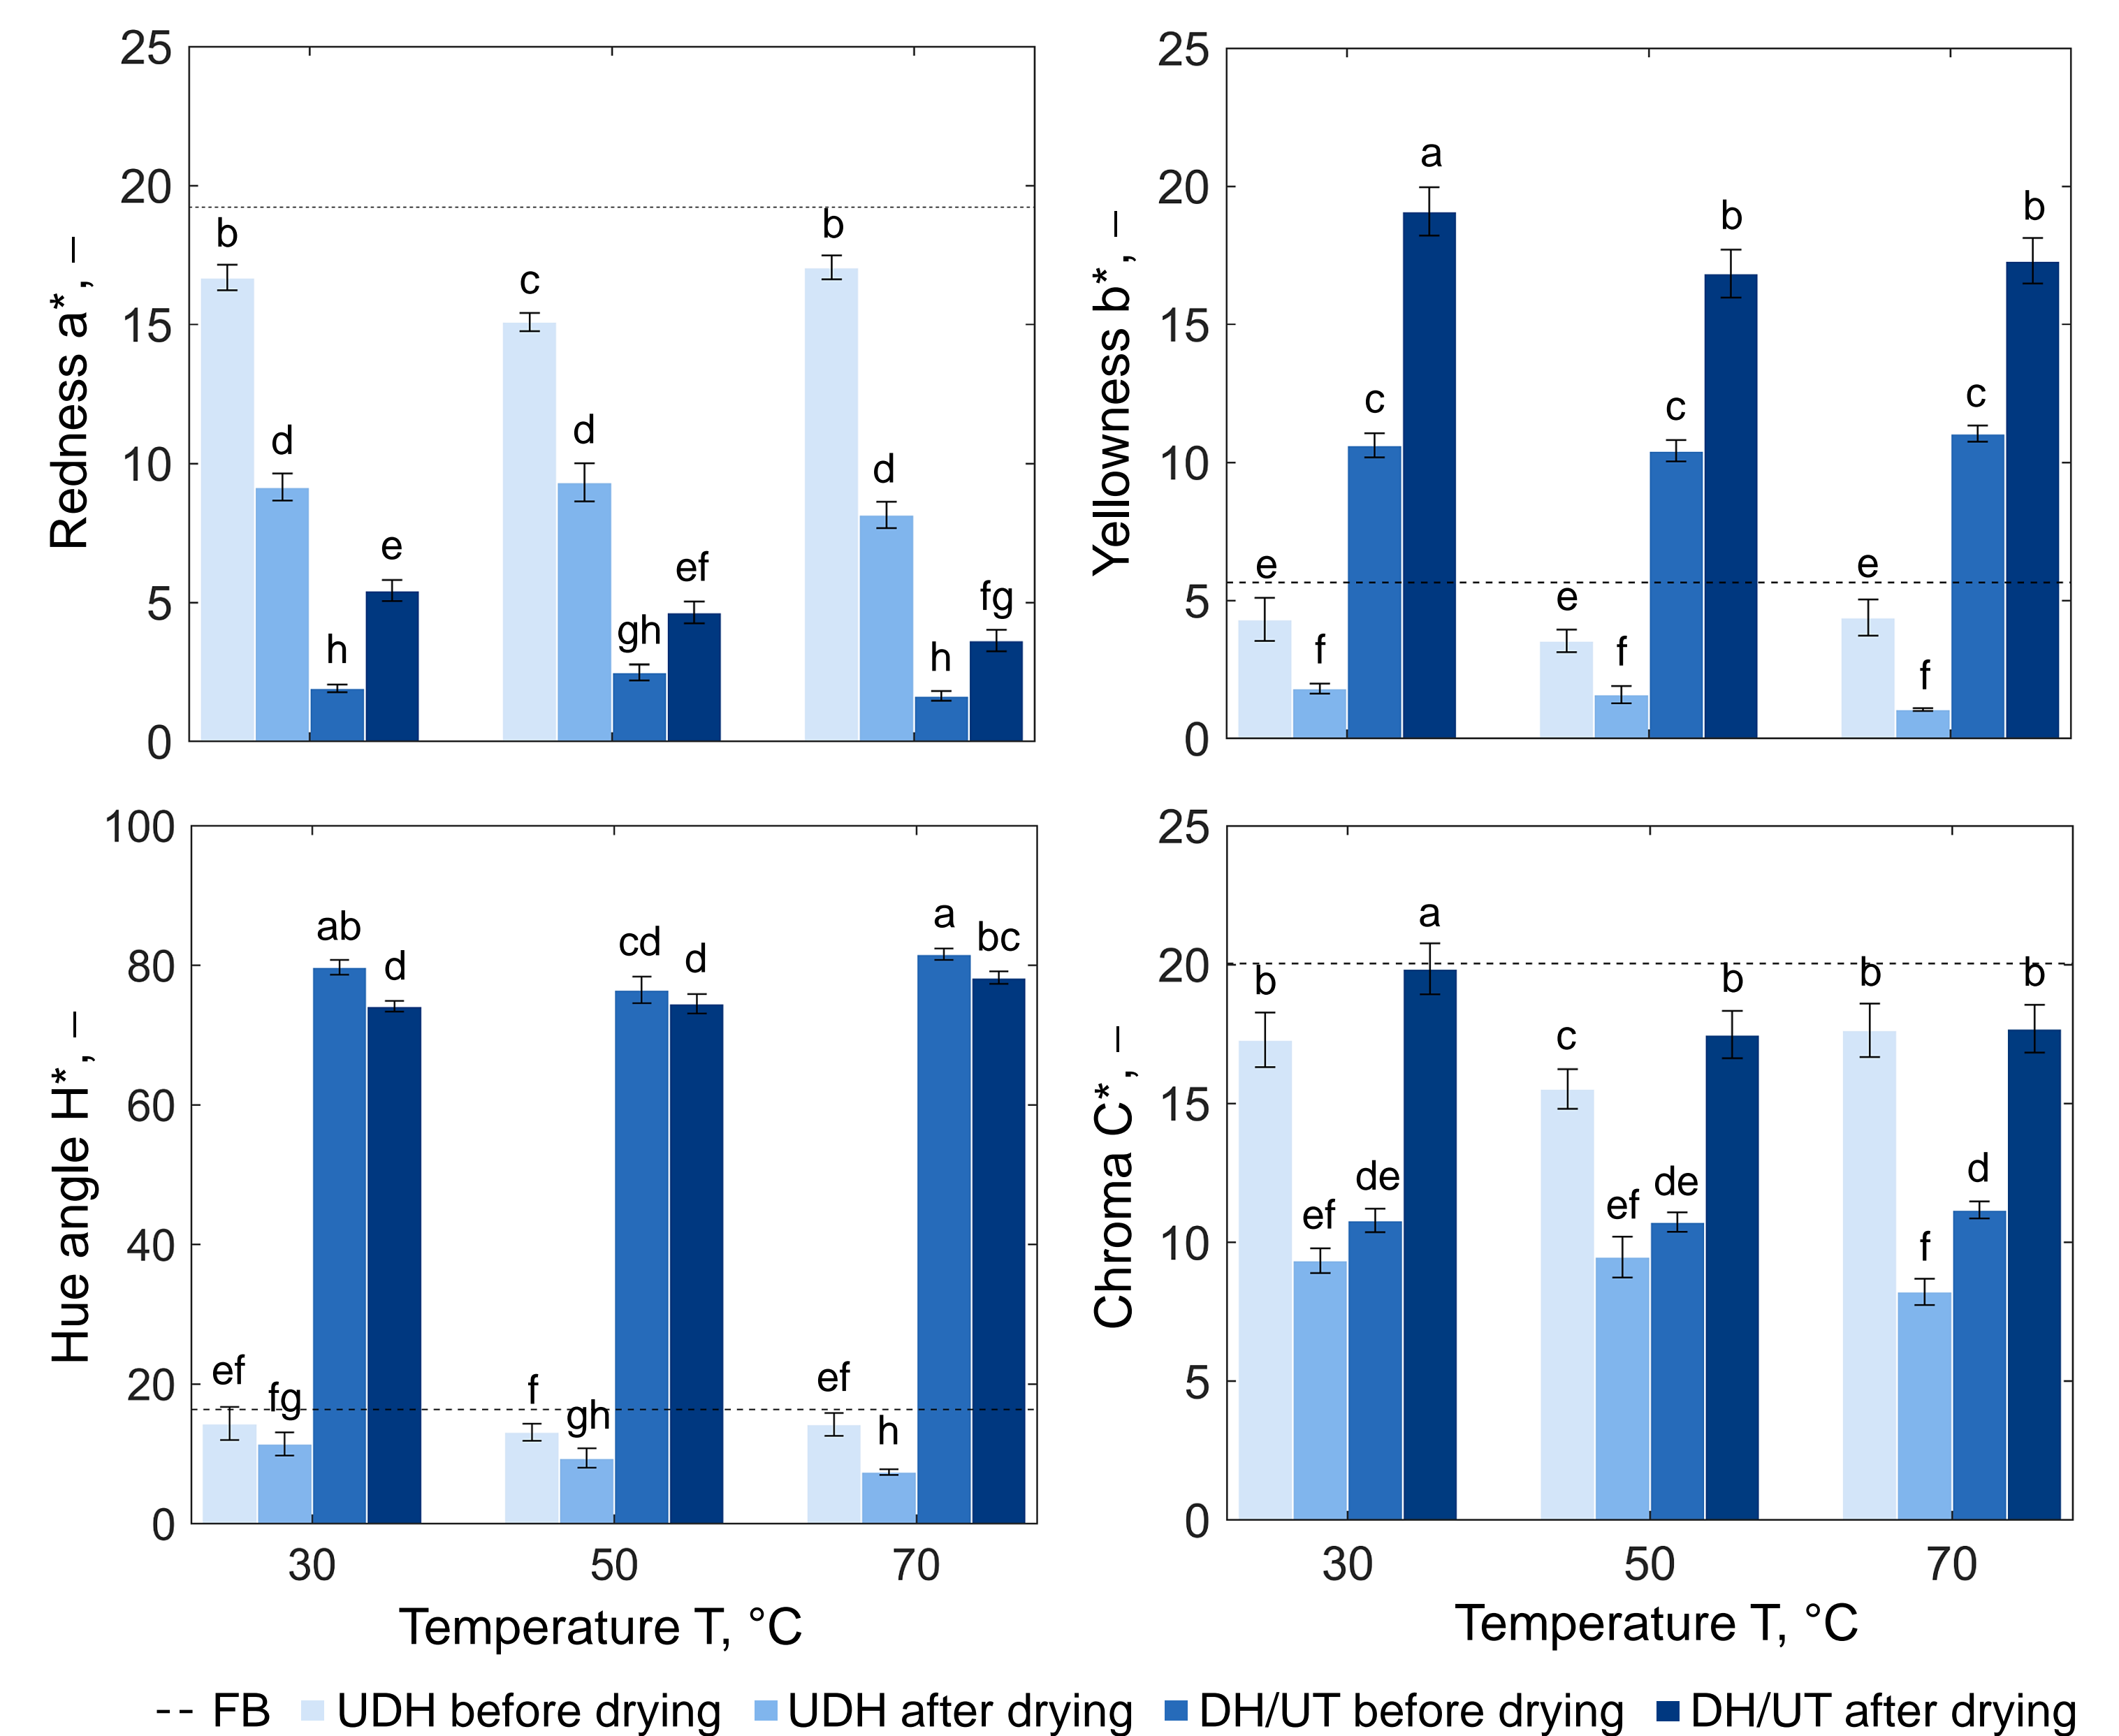 25
20
15
10
5
0
Redness a*, –
b
d
h
e
c
d
gh
ef
b
d
h
fg
25
20
15
10
5
0
Yellowness b*, –
e
f
c
a
e
f
c
b
e
f
c
b
100
80
60
40
20
0
Hue angle H*, –
ef
fg
ab
d
f
gh
cd
d
ef
h
a
bc
30
50
70
Temperature T, °C
25
20
15
10
5
0
Chroma C*, –
b
ef
de
a
c
ef
de
b
b
f
d
b
30
50
70
Temperature T, °C
FB UDH before drying UDH after drying DH/UT before drying DH/UT after drying